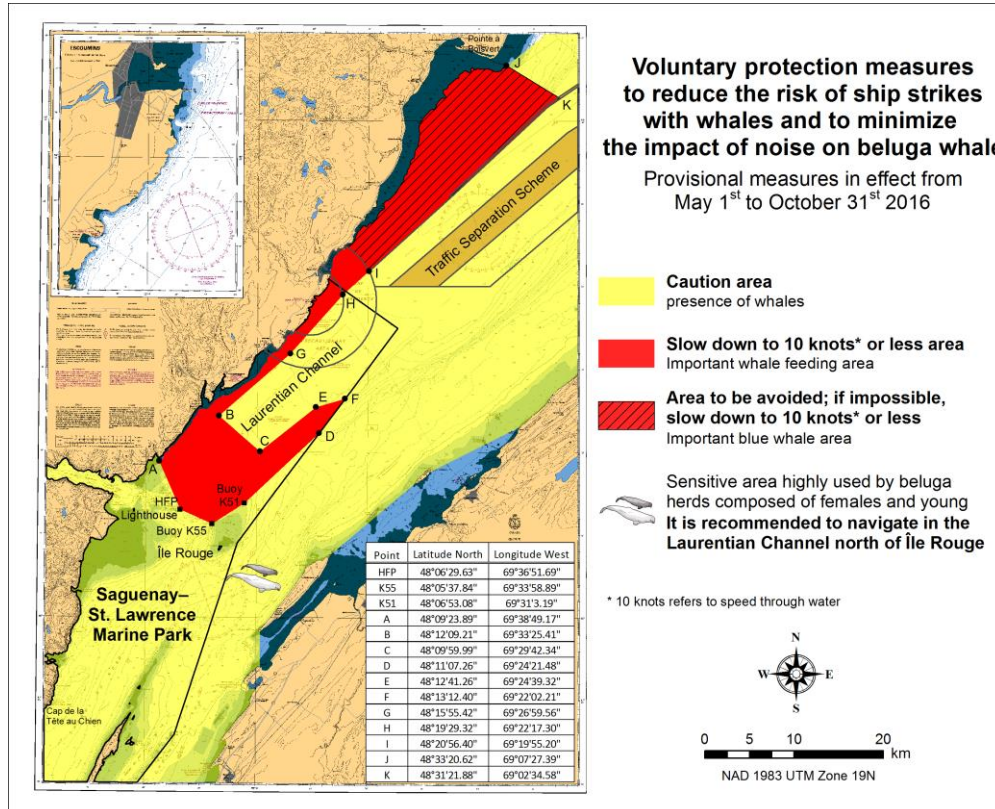 ESCOUMINS
Pointe à
Boisvert
J
K
I
H
G
B
E
F
C
D
A
Traffic Separation Scheme
Laurentian Channel
HFP
Lighthouse
Buoy
K51
Buoy K55
Île Rouge
Saguenay–
St. Lawrence
Marine Park
Cap de la
Tête au Chien
Point Latitude North Longitude West
HFP 48°06'29.63" 69°36'51.69"
K55 48°05'37.84" 69°33'58.89"
K51 48°06'53.08" 69°31'3.19"
A 48°09'23.89" 69°38'49.17"
B 48°12'09.21" 69°33'25.41"
C 48°09'59.99" 69°29'42.34"
D 48°11'07.26" 69°24'21.48"
E 48°12'41.26" 69°24'39.32"
F 48°13'12.40" 69°22'02.21"
G 48°15'55.42" 69°26'59.56"
H 48°19'29.32" 69°22'17.30"
I 48°20'56.40" 69°19'55.20"
J 48°33'20.62" 69°07'27.39"
K 48°31'21.88" 69°02'34.58"
Voluntary protection measures
to reduce the risk of ship strikes
with whales and to minimize
the impact of noise on beluga whale
Provisional measures in effect from
May 1st to October 31st 2016
Caution area
presence of whales
Slow down to 10 knots* or less area
Important whale feeding area
Area to be avoided; if impossible,
slow down to 10 knots* or less
Important blue whale area
Sensitive area highly used by beluga
herds composed of females and young
It is recommended to navigate in the
Laurentian Channel north of Île Rouge
* 10 knots refers to speed through water
N
W E
S
0 5 10 20
km
NAD 1983 UTM Zone 19N